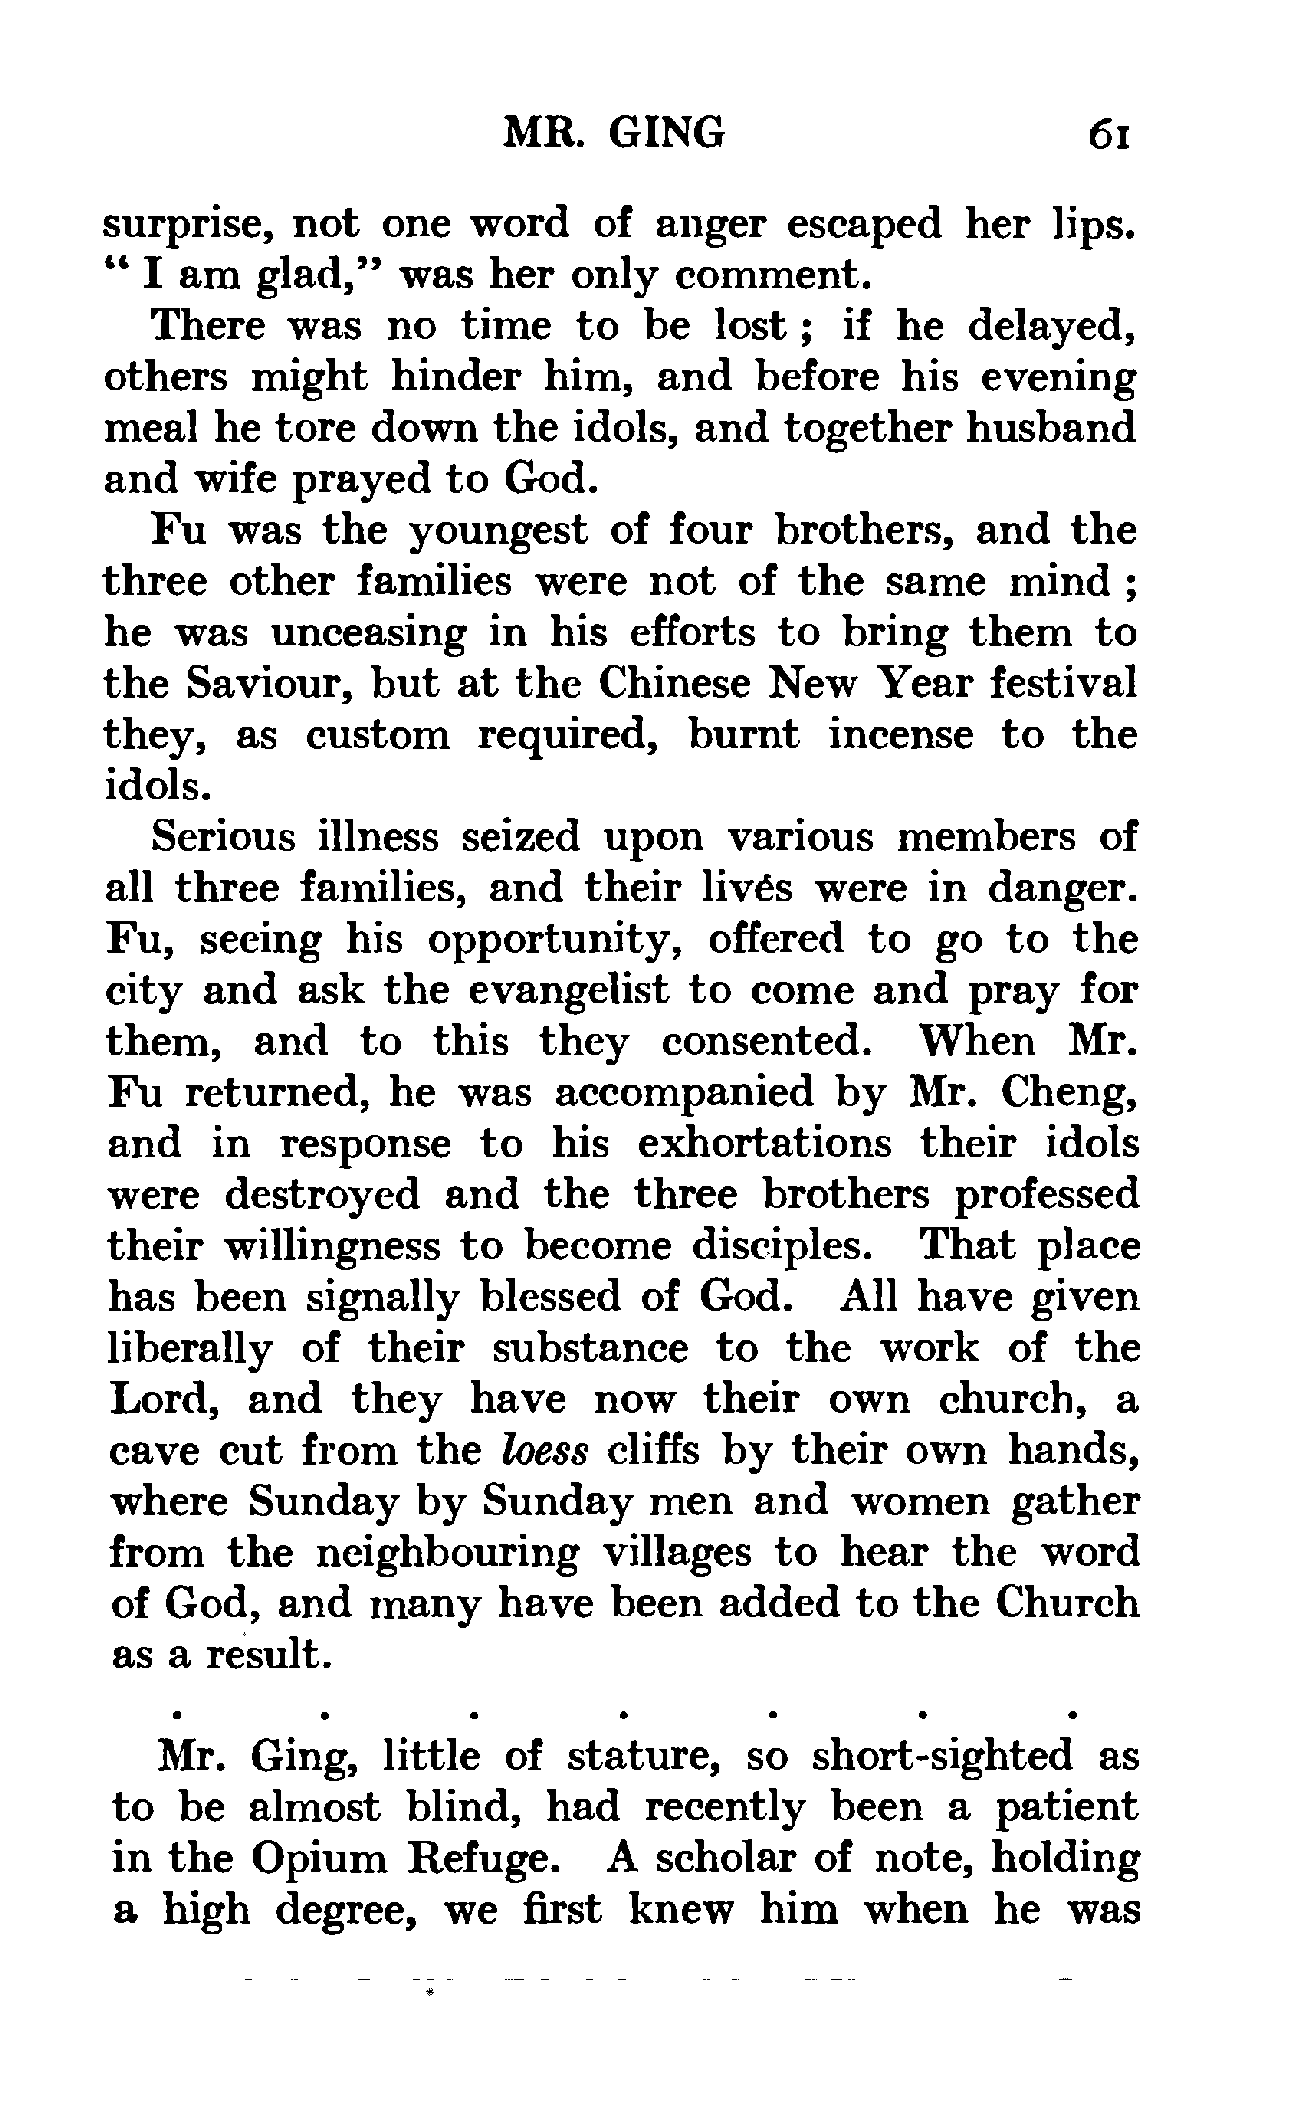 MR. GING 61
surprise, not one word of anger escaped her lips.
“ I am glad,” was her only comment.
There was no time to be lost ; if he delayed,
others might hinder him, and before his evening
meal he tore down the idols, and together husband
and wife prayed to God.
Fu was the youngest of four brothers, and the
three other families were not of the same mind ;
he was unceasing in his efforts to bring them to
the Saviour, but at the Chinese New Year festival
they, as custom required, burnt incense to the
idols.
Serious illness seized upon various members of
all three families, and their lives were in danger.
Fu, seeing his opportunity, offered to go to the
city and ask the evangelist to come and pray for
them, and to this they consented. When Mr.
Fu returned, he was accompanied by Mr. Cheng,
and in response to his exhortations their idols
were destroyed and the three brothers professed
their willingness to become disciples. That place
has been signally blessed of God. All have given
liberally of their substance to the work of the
Lord, and they have now their own church, a
cave cut from the loess cliffs by their own hands,
where Sunday by Sunday men and women gather
from the neighbouring villages to hear the word
of God, and many have been added to the Church
as a result.
. . . . . . .
Mr. Ging, little of stature, so short-sighted as
to be almost blind, had recently been a patient
in the Opium Refuge. A scholar of note, holding
a high degree, we first knew him when he was